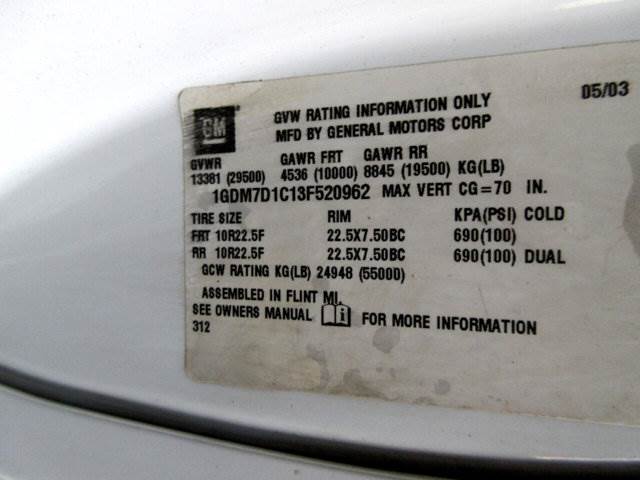 05/03
GM
GVW RATING INFORMATION ONLY
MFD BY GENERAL MOTORS CORP
GVWR GAWR FRT GAWR RR
13381 (29500) 4536 (10000) 8845 (19500) KG(LB)
1GDM7D1C13F520962 MAX VERT CG=70 IN.
TIRE SIZE RIM KPA(PSI) COLD
FRT 10R22.5F 22.5X7.50BC 690(100)
RR 10R22.5F 22.5X7.50BC 690(100) DUAL
GCW RATING KG(LB) 24948 (55000)
ASSEMBLED IN FLINT MI.
SEE OWNERS MANUAL i FOR MORE INFORMATION
312